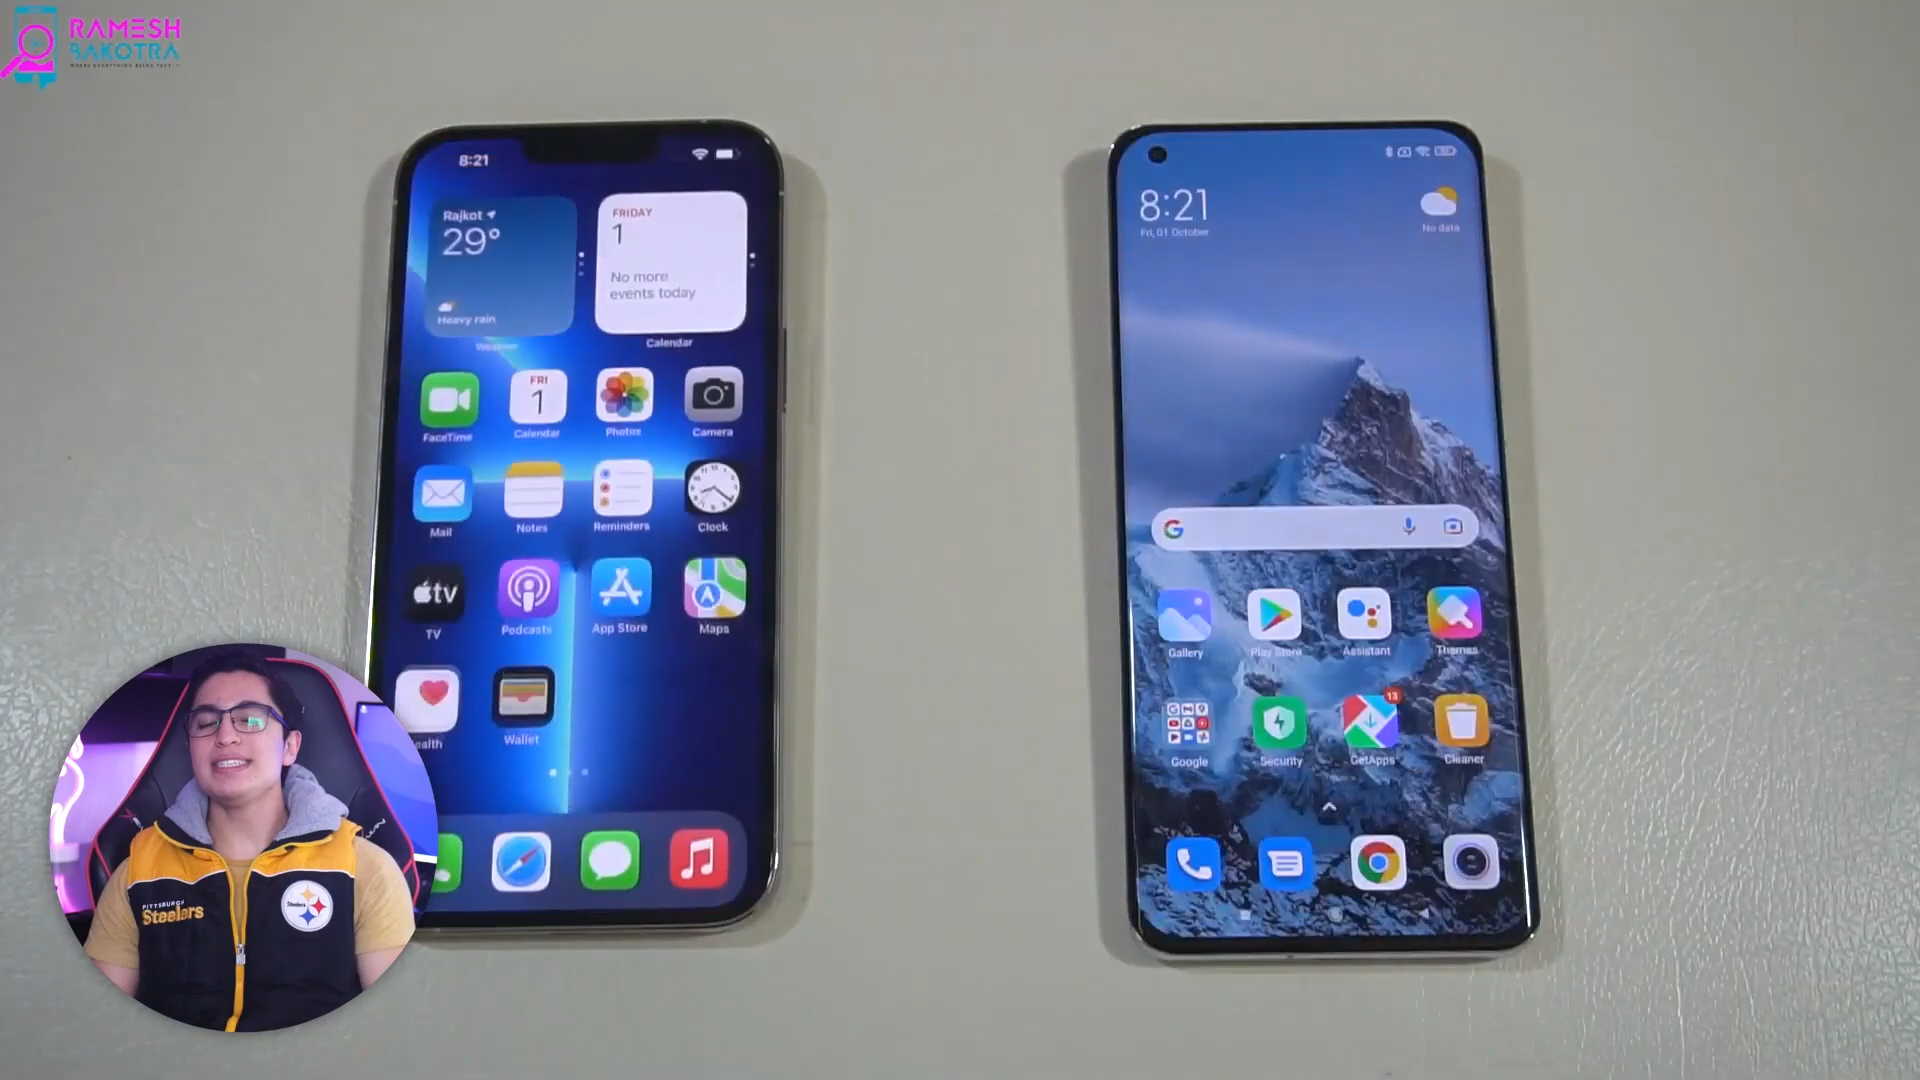 RAMESH
BAKOTRA
8:21
Rajkot
29°
Heavy rain
Weather
FRIDAY
1
No more
events today
Calendar
FaceTime
FRI
1
Calendar
Photos
Camera
Mail
Notes
Reminders
Clock
tv
TV
Podcasts
App Store
Maps
ealth
Wallet
8:21
Fri, 01 October
No data
G
Gallery
Play Store
Assistant
Themes
13
Google
Security
GetApps
Cleaner
PITTSBURGH
Steelers
Steelers